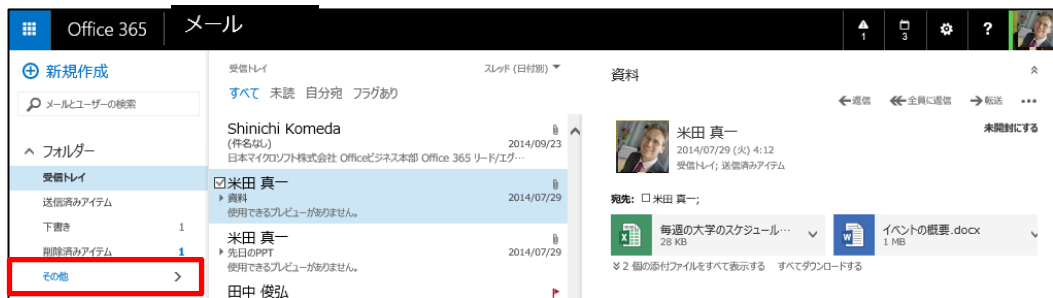 Office 365
メール
1
3
?
新規作成
メールとユーザーの検索
フォルダー
受信トレイ
送信済みアイテム
下書き 1
削除済みアイテム 1
その他 >
受信トレイ スレッド (日付別)
すべて 未読 自分宛 フラグあり
Shinichi Komeda
(件名なし) 2014/09/23
日本マイクロソフト株式会社 Officeビジネス本部 Office 365 リード/エグ…
米田 真一
資料 2014/07/29
使用できるプレビューがありません。
米田 真一
先日のPPT 2014/07/29
使用できるプレビューがありません。
田中 俊弘
資料
返信 全員に返信 転送 •••
米田 真一 未開封にする
2014/07/29 (火) 4:12
受信トレイ; 送信済みアイテム
宛先: 米田 真一;
毎週の大学のスケジュール…
28 KB
イベントの概要.docx
1 MB
2 個の添付ファイルをすべて表示する すべてダウンロードする